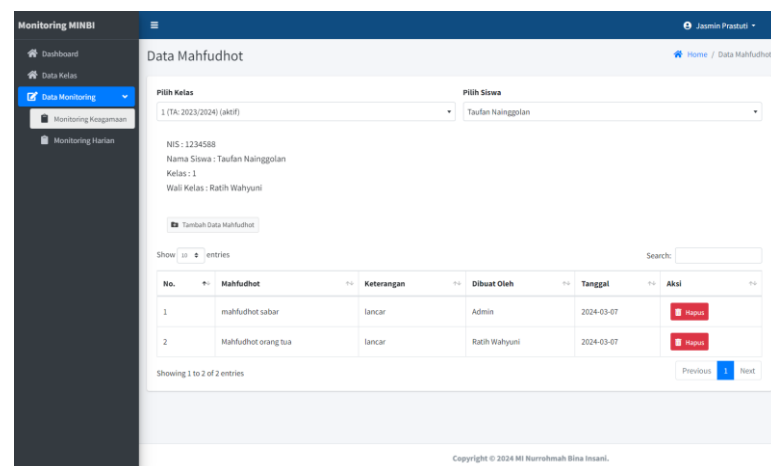 Monitoring MINBI
Jasmin Prastuti
Dashboard
Data Kelas
Data Monitoring
Monitoring Keagamaan
Monitoring Harian
Data Mahfudhot
Home / Data Mahfudhot
Pilih Kelas
Pilih Siswa
1 (TA: 2023/2024) (aktif)
Taufan Nainggolan
NIS : 1234588
Nama Siswa : Taufan Nainggolan
Kelas : 1
Wali Kelas : Ratih Wahyuni
Tambah Data Mahfudhot
Show 10 entries
Search:
No. Mahfudhot Keterangan Dibuat Oleh Tanggal Aksi
1 mahfudhot sabar lancar Admin 2024-03-07 Hapus
2 Mahfudhot orang tua lancar Ratih Wahyuni 2024-03-07 Hapus
Showing 1 to 2 of 2 entries
Previous 1 Next
Copyright © 2024 MI Nurrohmah Bina Insani.